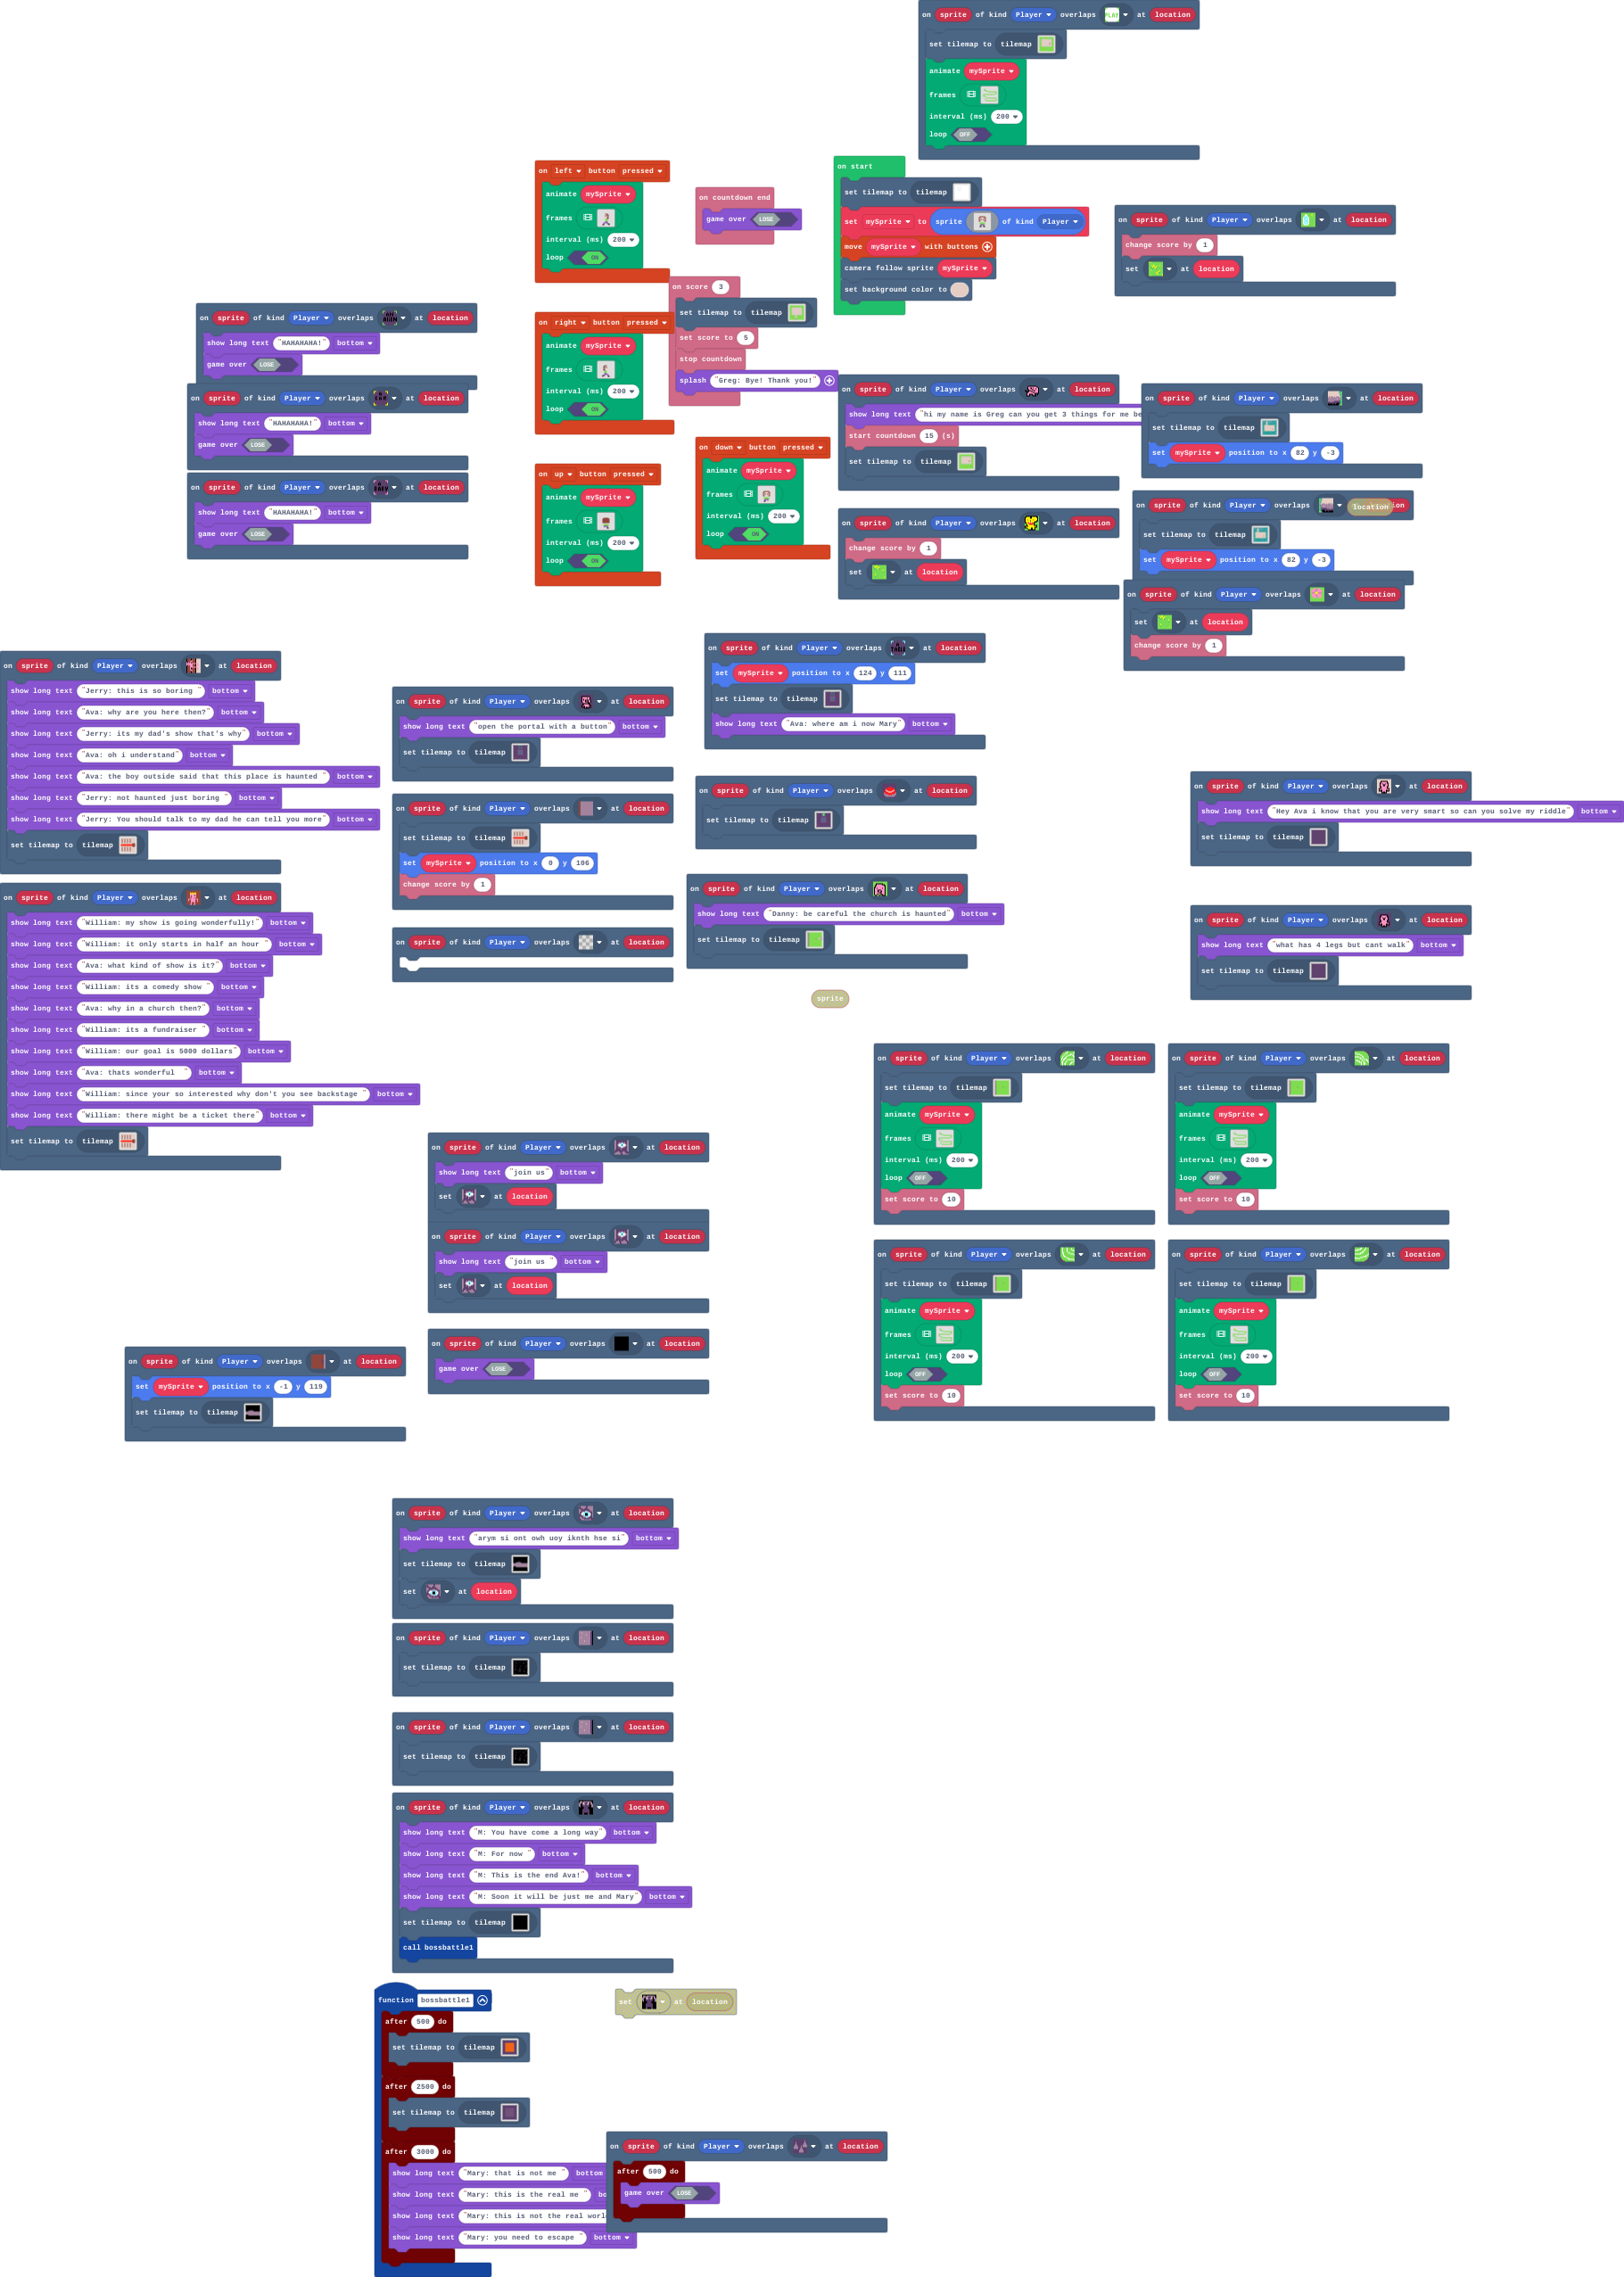 on sprite of kind Player overlaps PLAY at location
set tilemap to tilemap
animate mySprite
frames
interval (ms) 200
loop OFF
on left button pressed
animate mySprite
frames
interval (ms) 200
loop ON
on countdown end
game over LOSE
on start
set tilemap to tilemap
set mySprite to sprite of kind Player
move mySprite with buttons
camera follow sprite mySprite
set background color to
on sprite of kind Player overlaps at location
change score by 1
set at location
on score 3
set tilemap to tilemap
set score to 5
stop countdown
splash "Greg: Bye! Thank you!"
on sprite of kind Player overlaps at location
show long text "HAHAHAHA!" bottom
game over LOSE
on sprite of kind Player overlaps at location
show long text "HAHAHAHA!" bottom
game over LOSE
on sprite of kind Player overlaps at location
show long text "HAHAHAHA!" bottom
game over LOSE
on right button pressed
animate mySprite
frames
interval (ms) 200
loop ON
on up button pressed
animate mySprite
frames
interval (ms) 200
loop ON
on down button pressed
animate mySprite
frames
interval (ms) 200
loop ON
on sprite of kind Player overlaps at location
show long text "hi my name is Greg can you get 3 things for me be
start countdown 15 (s)
set tilemap to tilemap
on sprite of kind Player overlaps at location
change score by 1
set at location
on sprite of kind Player overlaps at location
set tilemap to tilemap
set mySprite position to x 82 y -3
on sprite of kind Player overlaps location
set tilemap to tilemap
set mySprite position to x 82 y -3
on sprite of kind Player overlaps at location
set at location
change score by 1
on sprite of kind Player overlaps at location
show long text "Jerry: this is so boring " bottom
show long text "Ava: why are you here then?" bottom
show long text "Jerry: its my dad's show that's why" bottom
show long text "Ava: oh i understand" bottom
show long text "Ava: the boy outside said that this place is haunted " bottom
show long text "Jerry: not haunted just boring " bottom
show long text "Jerry: You should talk to my dad he can tell you more" bottom
set tilemap to tilemap
on sprite of kind Player overlaps at location
show long text "open the portal with a button" bottom
set tilemap to tilemap
on sprite of kind Player overlaps at location
set tilemap to tilemap
set mySprite position to x 0 y 106
change score by 1
on sprite of kind Player overlaps at location
on sprite of kind Player overlaps TABLE at location
set mySprite position to x 124 y 111
set tilemap to tilemap
show long text "Ava: where am i now Mary" bottom
on sprite of kind Player overlaps at location
set tilemap to tilemap
on sprite of kind Player overlaps at location
show long text "Danny: be careful the church is haunted" bottom
set tilemap to tilemap
sprite
on sprite of kind Player overlaps at location
show long text "Hey Ava i know that you are very smart so can you solve my riddle" bottom
set tilemap to tilemap
on sprite of kind Player overlaps at location
show long text "what has 4 legs but cant walk" bottom
set tilemap to tilemap
on sprite of kind Player overlaps at location
show long text "William: my show is going wonderfully!" bottom
show long text "William: it only starts in half an hour " bottom
show long text "Ava: what kind of show is it?" bottom
show long text "William: its a comedy show " bottom
show long text "Ava: why in a church then?" bottom
show long text "William: its a fundraiser " bottom
show long text "William: our goal is 5000 dollars" bottom
show long text "Ava: thats wonderful  " bottom
show long text "William: since your so interested why don't you see backstage " bottom
show long text "William: there might be a ticket there" bottom
set tilemap to tilemap
on sprite of kind Player overlaps at location
set tilemap to tilemap
animate mySprite
frames
interval (ms) 200
loop OFF
set score to 10
on sprite of kind Player overlaps at location
set tilemap to tilemap
animate mySprite
frames
interval (ms) 200
loop OFF
set score to 10
on sprite of kind Player overlaps at location
set tilemap to tilemap
animate mySprite
frames
interval (ms) 200
loop OFF
set score to 10
on sprite of kind Player overlaps at location
set tilemap to tilemap
animate mySprite
frames
interval (ms) 200
loop OFF
set score to 10
on sprite of kind Player overlaps at location
show long text "join us" bottom
set at location
on sprite of kind Player overlaps at location
show long text "join us " bottom
set at location
on sprite of kind Player overlaps at location
game over LOSE
on sprite of kind Player overlaps at location
set mySprite position to x -1 y 119
set tilemap to tilemap
on sprite of kind Player overlaps at location
show long text "arym si ont owh uoy iknth hse si" bottom
set tilemap to tilemap
set at location
on sprite of kind Player overlaps at location
set tilemap to tilemap
on sprite of kind Player overlaps at location
set tilemap to tilemap
on sprite of kind Player overlaps at location
show long text "M: You have come a long way" bottom
show long text "M: For now " bottom
show long text "M: This is the end Ava!" bottom
show long text "M: Soon it will be just me and Mary" bottom
set tilemap to tilemap
call bossbattle1
function bossbattle1
after 500 do
set tilemap to tilemap
after 2500 do
set tilemap to tilemap
after 3000 do
show long text "Mary: that is not me " bottom
show long text "Mary: this is the real me " bo
show long text "Mary: this is not the real worl
show long text "Mary: you need to escape " bottom
set at location
on sprite of kind Player overlaps at location
after 500 do
game over LOSE